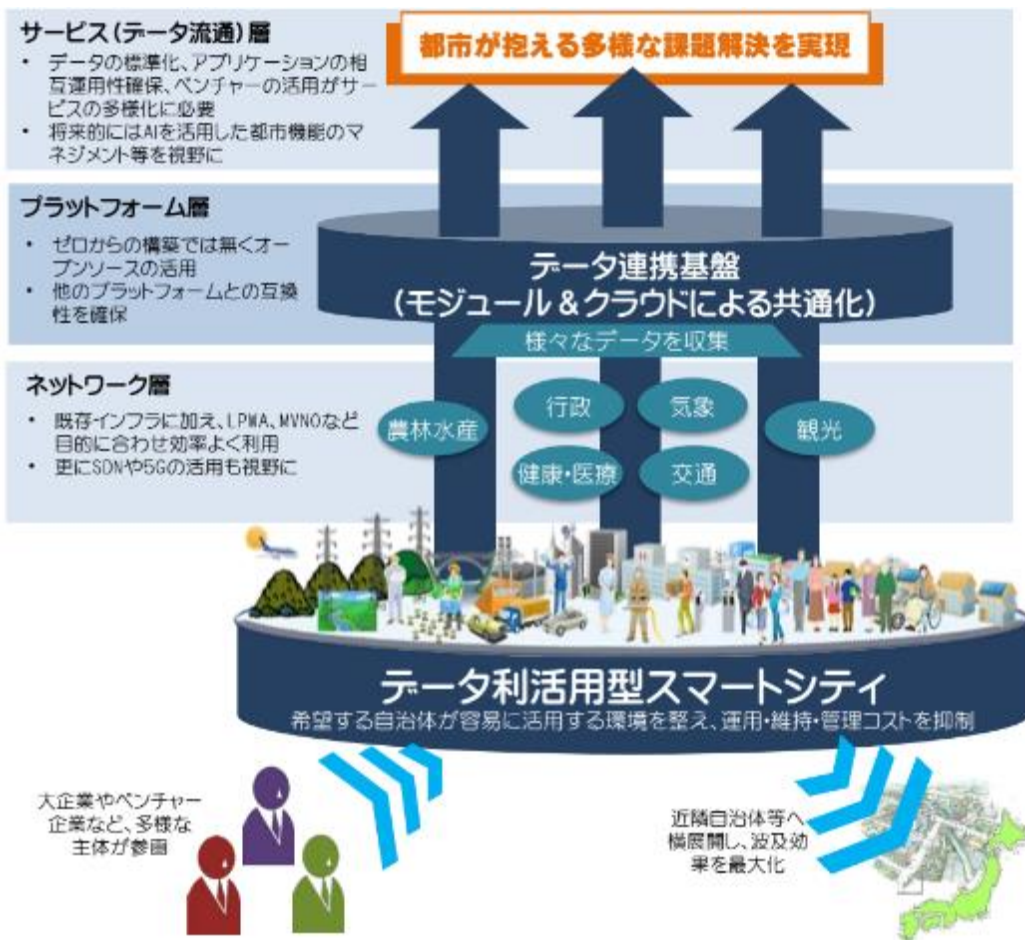 サービス(データ流通)層
• データの標準化、アプリケーションの相
互運用性確保、ベンチャーの活用がサー
ビスの多様化に必要
• 将来的にはAIを活用した都市機能のマ
ネジメント等を視野に
都市が抱える多様な課題解決を実現
プラットフォーム層
• ゼロからの構築では無くオー
プンソースの活用
• 他のプラットフォームとの互換
性を確保
データ連携基盤
(モジュール&クラウドによる共通化)
様々なデータを収集
ネットワーク層
• 既存インフラに加え、LPWA、MVNOなど
目的に合わせ効率よく利用
• 更にSDNや5Gの活用も視野に
農林水産
行政
気象
観光
健康・医療
交通
データ利活用型スマートシティ
希望する自治体が容易に活用する環境を整え、運用・維持・管理コストを抑制
大企業やベンチャー
企業など、多様な
主体が参画
近隣自治体等へ
横展開し、波及効
果を最大化